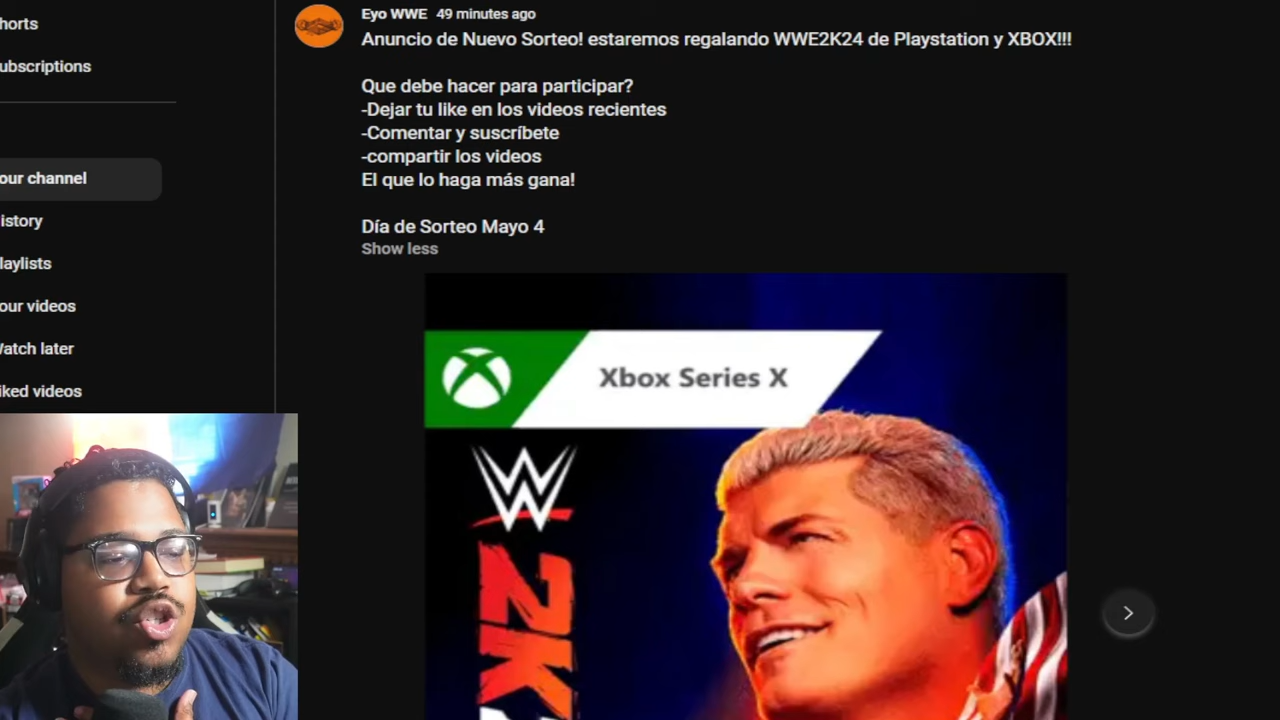 horts
ubscriptions
our channel
istory
laylists
our videos
Vatch later
iked videos
Eyo WWE 49 minutes ago
Anuncio de Nuevo Sorteo! estaremos regalando WWE2K24 de Playstation y XBOX!!!
Que debe hacer para participar?
-Dejar tu like en los videos recientes
-Comentar y suscríbete
-compartir los videos
El que lo haga más gana!
Día de Sorteo Mayo 4
Show less
Xbox Series X
W
2K